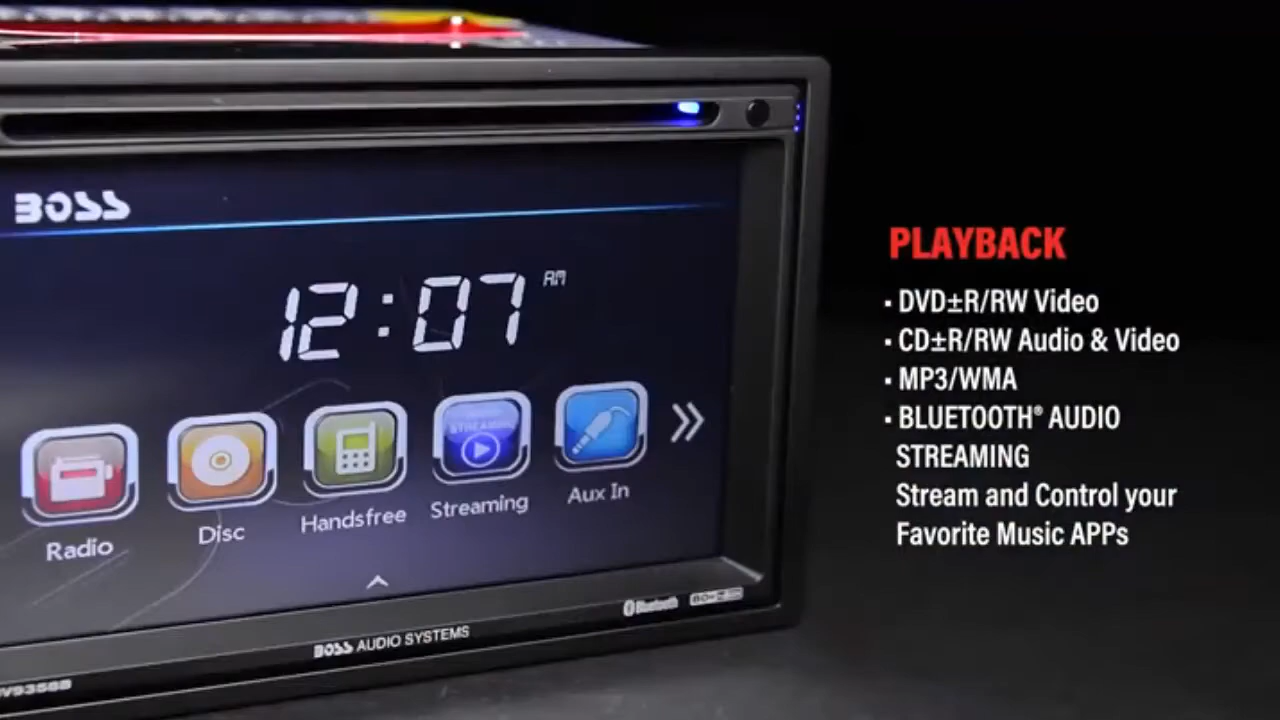 BOSS
12:07 AM
STREAMING
Radio
Disc
Handsfree
Streaming
Aux In
Bluetooth
BOSS AUDIO SYSTEMS
PLAYBACK
· DVD±R/RW Video
· CD±R/RW Audio & Video
· MP3/WMA
· BLUETOOTH® AUDIO
STREAMING
Stream and Control your
Favorite Music APPs